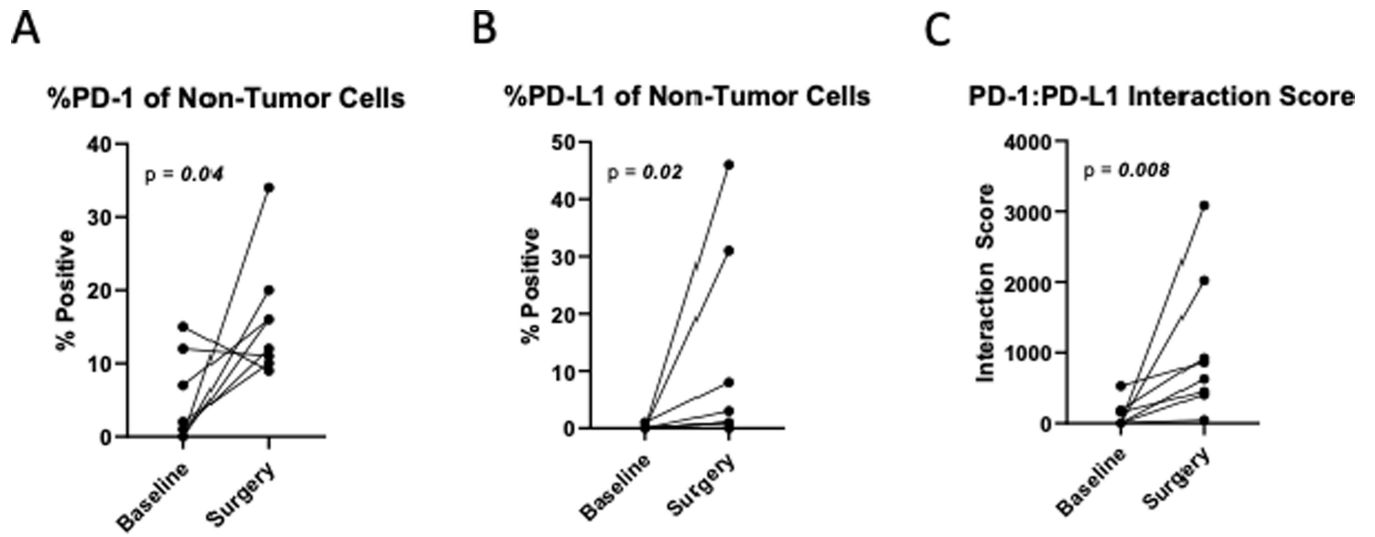 A
%PD-1 of Non-Tumor Cells
p = 0.04
% Positive
40
30
20
10
0
Baseline
Surgery
B
%PD-L1 of Non-Tumor Cells
p = 0.02
% Positive
50
40
30
20
10
0
Baseline
Surgery
C
PD-1:PD-L1 Interaction Score
p = 0.008
Interaction Score
4000
3000
2000
1000
0
Baseline
Surgery